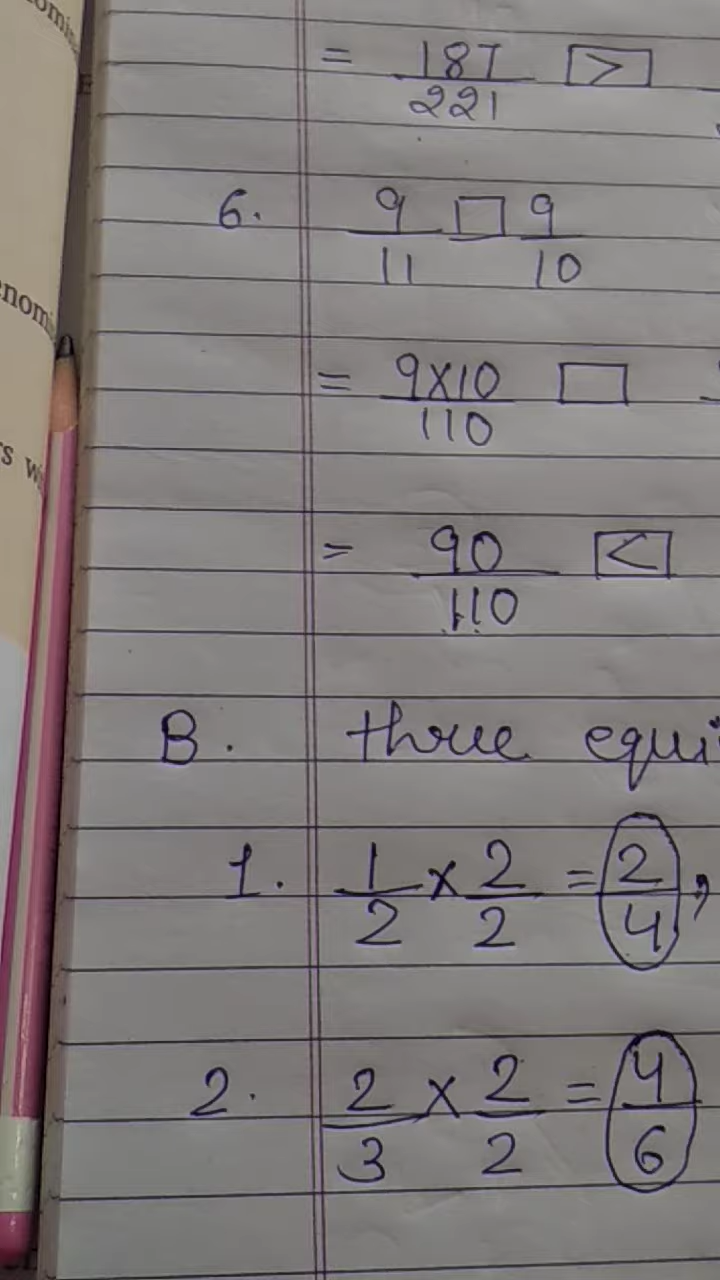 = 187/221 [>]
6. 9/11 □ 9/10
= 9×10/110 □
= 90/110 [<]
B. three equi
1. 1/2 × 2/2 = 2/4,
2. 2/3 × 2/2 = 4/6